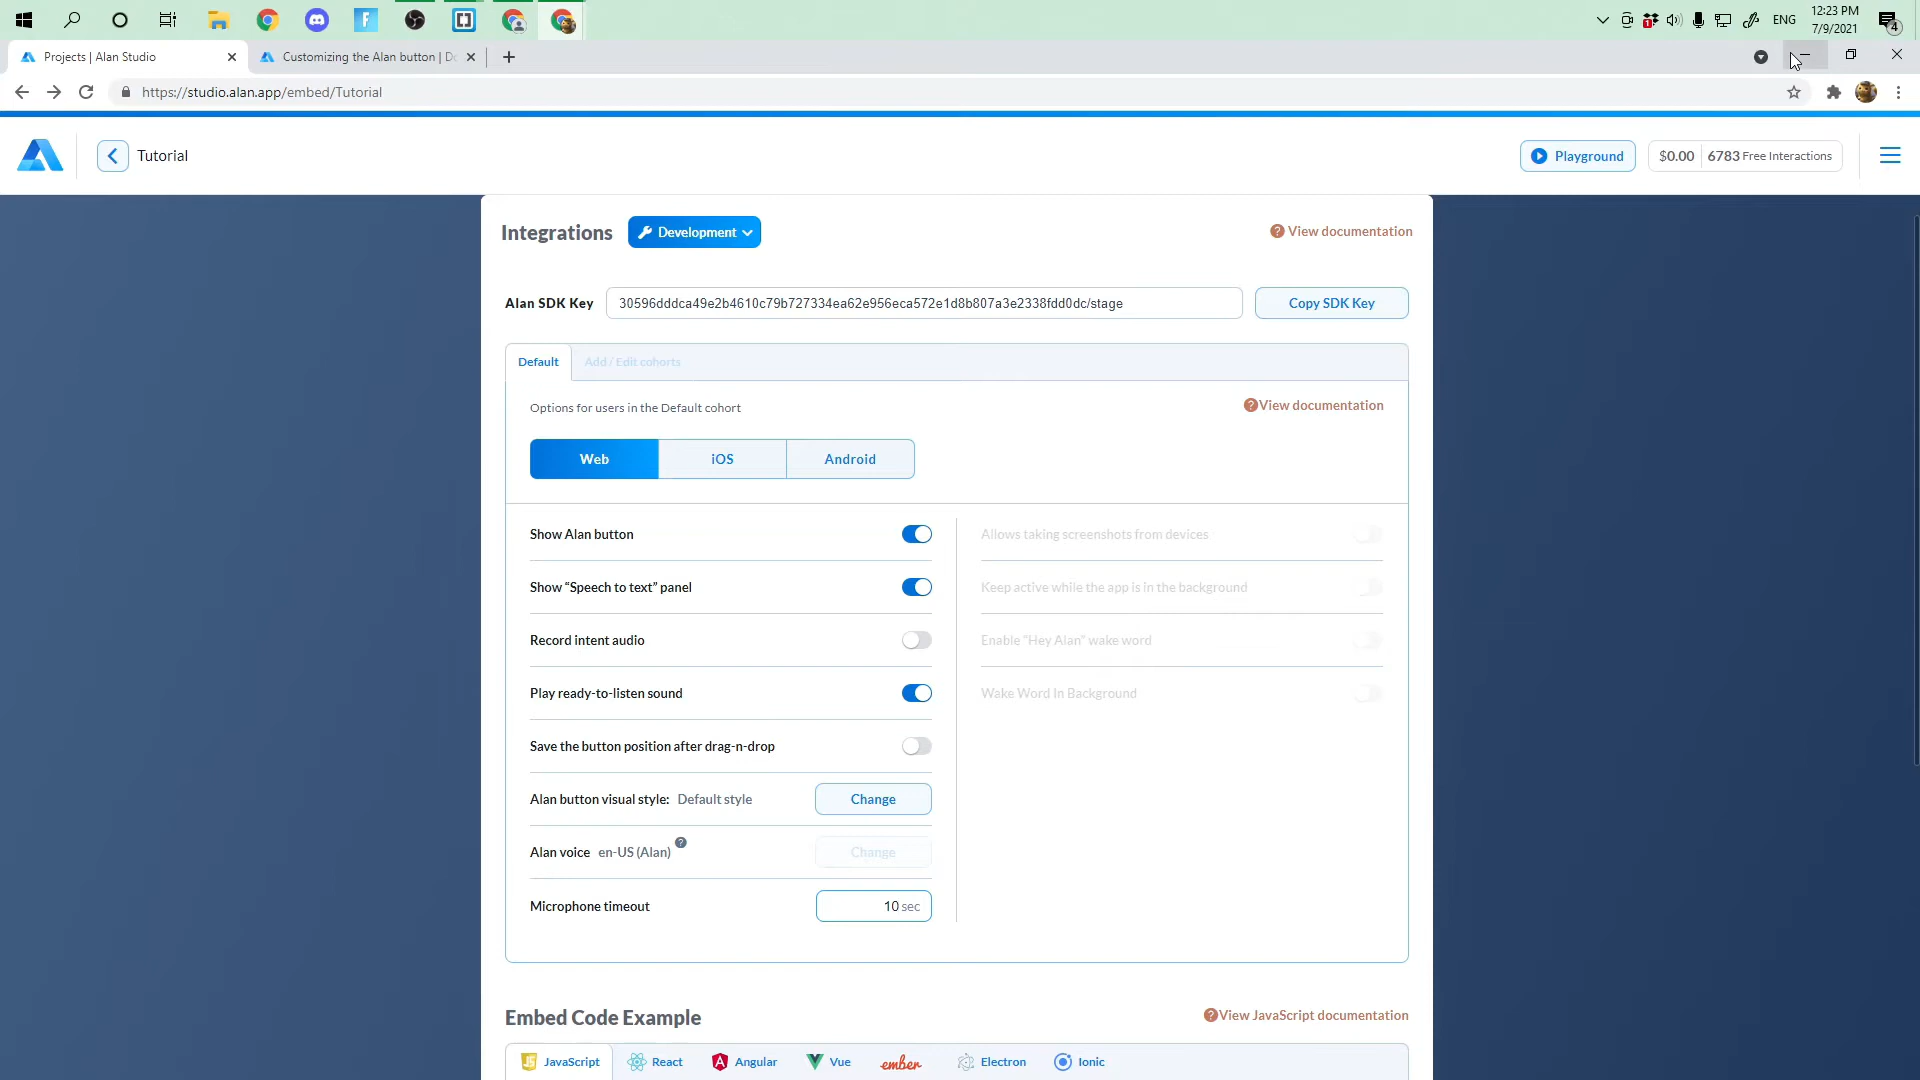 ENG
12:23 PM
7/9/2021
4
Projects | Alan Studio
Customizing the Alan button | Do
https://studio.alan.app/embed/Tutorial
Tutorial
Playground
$0.00 6783 Free Interactions
Integrations
Development
? View documentation
Alan SDK Key
30596dddca49e2b4610c79b727334ea62e956eca572e1d8b807a3e2338fdd0dc/stage
Copy SDK Key
Default
Add / Edit cohorts
Options for users in the Default cohort
? View documentation
Web
iOS
Android
Show Alan button
Allows taking screenshots from devices
Show “Speech to text” panel
Keep active while the app is in the background
Record intent audio
Enable "Hey Alan" wake word
Play ready-to-listen sound
Wake Word In Background
Save the button position after drag-n-drop
Alan button visual style: Default style
Change
Alan voice en-US (Alan) ?
Change
Microphone timeout
10 sec
Embed Code Example
? View JavaScript documentation
JS JavaScript
React
Angular
Vue
ember
Electron
Ionic